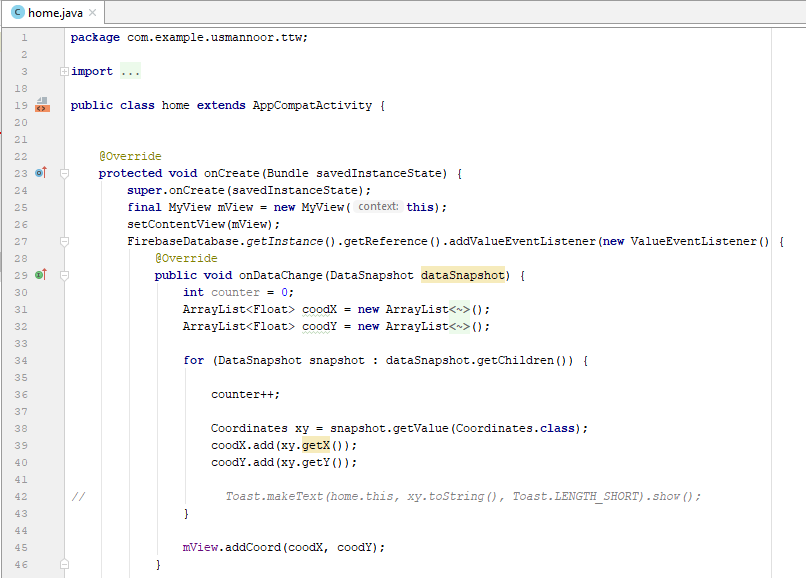 home.java
1 package com.example.usmannoor.ttw;
2
3 import ...
18
19 public class home extends AppCompatActivity {
20
21
22 @Override
23 protected void onCreate(Bundle savedInstanceState) {
24 super.onCreate(savedInstanceState);
25 final MyView mView = new MyView( context: this);
26 setContentView(mView);
27 FirebaseDatabase.getInstance().getReference().addValueEventListener(new ValueEventListener() {
28 @Override
29 public void onDataChange(DataSnapshot dataSnapshot) {
30 int counter = 0;
31 ArrayList<Float> coodX = new ArrayList<~>();
32 ArrayList<Float> coodY = new ArrayList<~>();
33
34 for (DataSnapshot snapshot : dataSnapshot.getChildren()) {
35
36 counter++;
37
38 Coordinates xy = snapshot.getValue(Coordinates.class);
39 coodX.add(xy.getX());
40 coodY.add(xy.getY());
41
42 // Toast.makeText(home.this, xy.toString(), Toast.LENGTH_SHORT).show();
43 }
44
45 mView.addCoord(coodX, coodY);
46 }